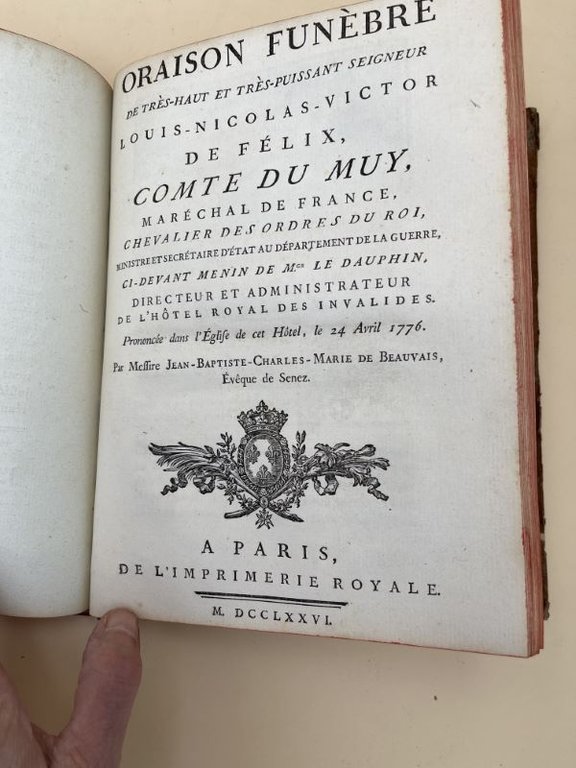 ORAISON FUNÈBRE
DE TRÈS-HAUT ET TRÈS-PUISSANT SEIGNEUR
LOUIS-NICOLAS-VICTOR
DE FÉLIX,
COMTE DU MUY,
MARÉCHAL DE FRANCE,
CHEVALIER DES ORDRES DU ROI,
MINISTRE ET SECRÉTAIRE D'ÉTAT AU DÉPARTEMENT DE LA GUERRE,
CI-DEVANT MENIN DE MGR LE DAUPHIN,
DIRECTEUR ET ADMINISTRATEUR
DE L'HÔTEL ROYAL DES INVALIDES.
Prononcée dans l'Église de cet Hôtel, le 24 Avril 1776.
Par Messire JEAN-BAPTISTE-CHARLES-MARIE DE BEAUVAIS,
Évêque de Senez.
A PARIS,
DE L'IMPRIMERIE ROYALE.
M. DCCLXXVI.